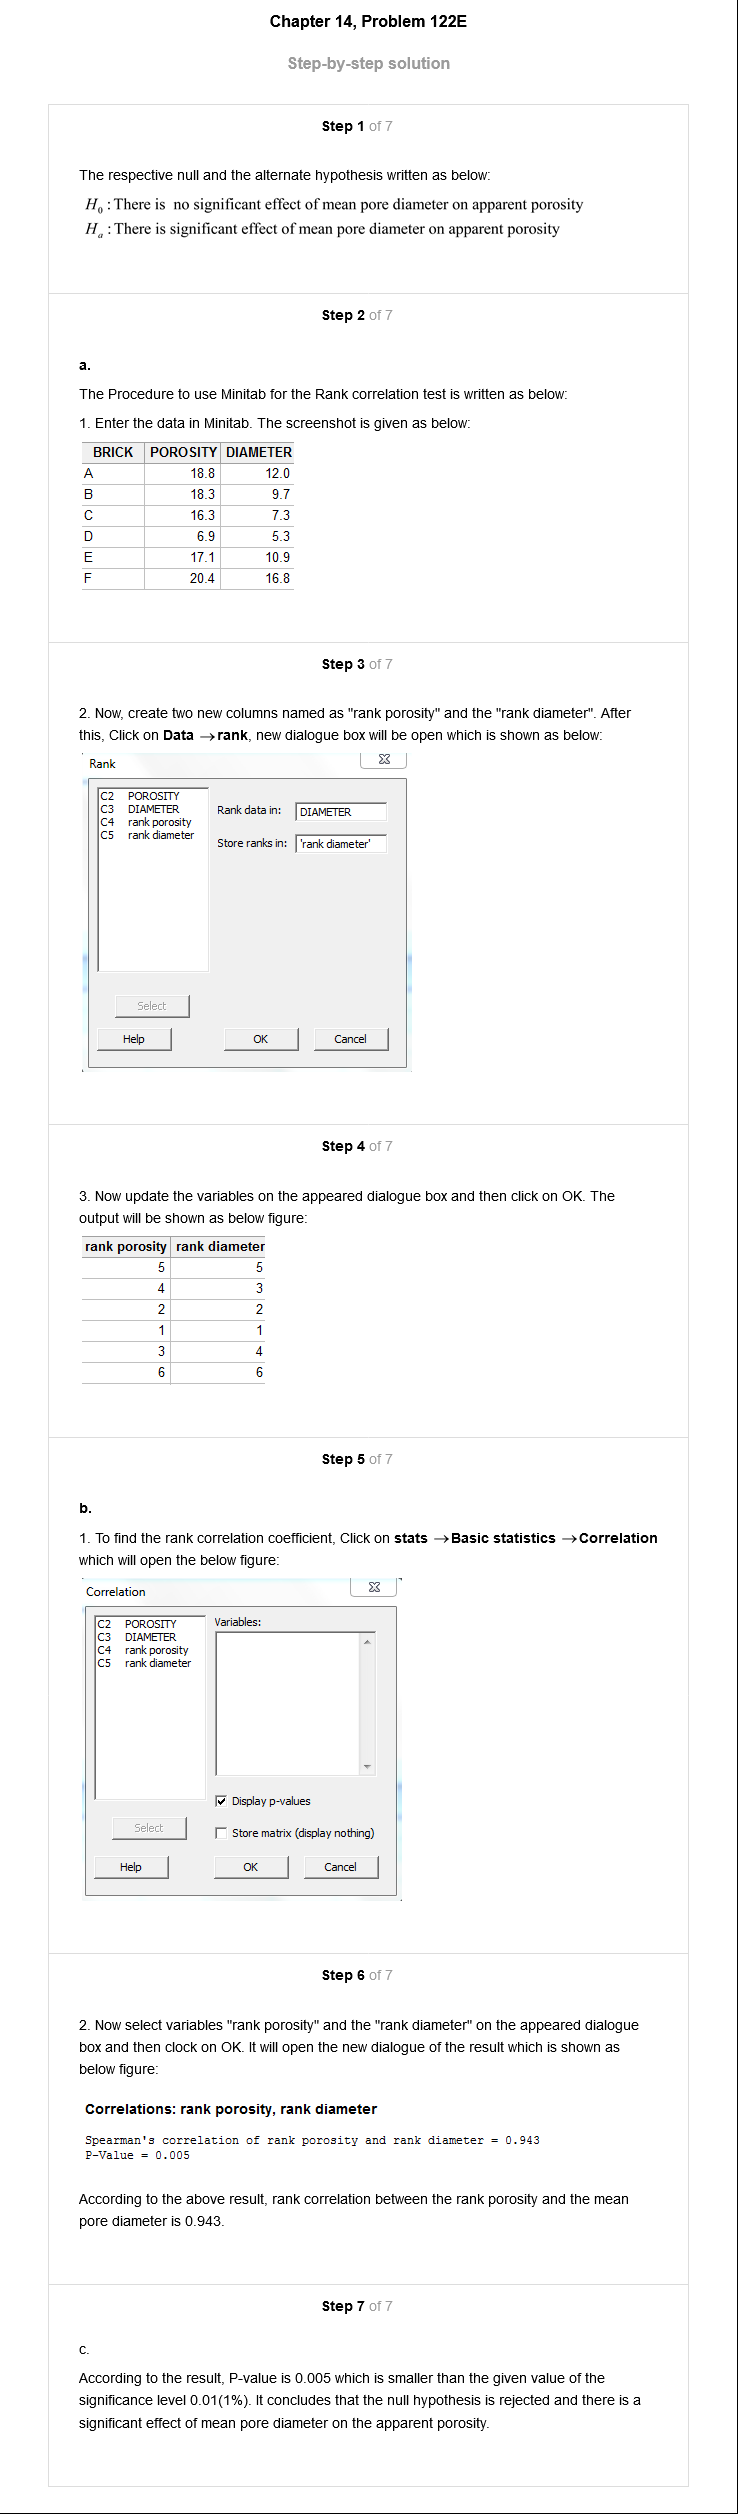 Chapter 14, Problem 122E
Step-by-step solution
Step 1 of 7
The respective null and the alternate hypothesis written as below:
H₀ : There is no significant effect of mean pore diameter on apparent porosity
Hₐ : There is significant effect of mean pore diameter on apparent porosity
Step 2 of 7
a.
The Procedure to use Minitab for the Rank correlation test is written as below:
1. Enter the data in Minitab. The screenshot is given as below:
BRICK POROSITY DIAMETER
A 18.8 12.0
B 18.3 9.7
C 16.3 7.3
D 6.9 5.3
E 17.1 10.9
F 20.4 16.8
Step 3 of 7
2. Now, create two new columns named as "rank porosity" and the "rank diameter". After
this, Click on Data → rank, new dialogue box will be open which is shown as below:
Rank
C2 POROSITY
C3 DIAMETER
C4 rank porosity
C5 rank diameter
Rank data in: DIAMETER
Store ranks in: 'rank diameter'
Select
Help OK Cancel
Step 4 of 7
3. Now update the variables on the appeared dialogue box and then click on OK. The
output will be shown as below figure:
rank porosity rank diameter
5 5
4 3
2 2
1 1
3 4
6 6
Step 5 of 7
b.
1. To find the rank correlation coefficient, Click on stats → Basic statistics → Correlation
which will open the below figure:
Correlation
C2 POROSITY
C3 DIAMETER
C4 rank porosity
C5 rank diameter
Variables:
Display p-values
Select
Store matrix (display nothing)
Help OK Cancel
Step 6 of 7
2. Now select variables "rank porosity" and the "rank diameter" on the appeared dialogue
box and then clock on OK. It will open the new dialogue of the result which is shown as
below figure:
Correlations: rank porosity, rank diameter
Spearman's correlation of rank porosity and rank diameter = 0.943
P-Value = 0.005
According to the above result, rank correlation between the rank porosity and the mean
pore diameter is 0.943.
Step 7 of 7
c.
According to the result, P-value is 0.005 which is smaller than the given value of the
significance level 0.01(1%). It concludes that the null hypothesis is rejected and there is a
significant effect of mean pore diameter on the apparent porosity.